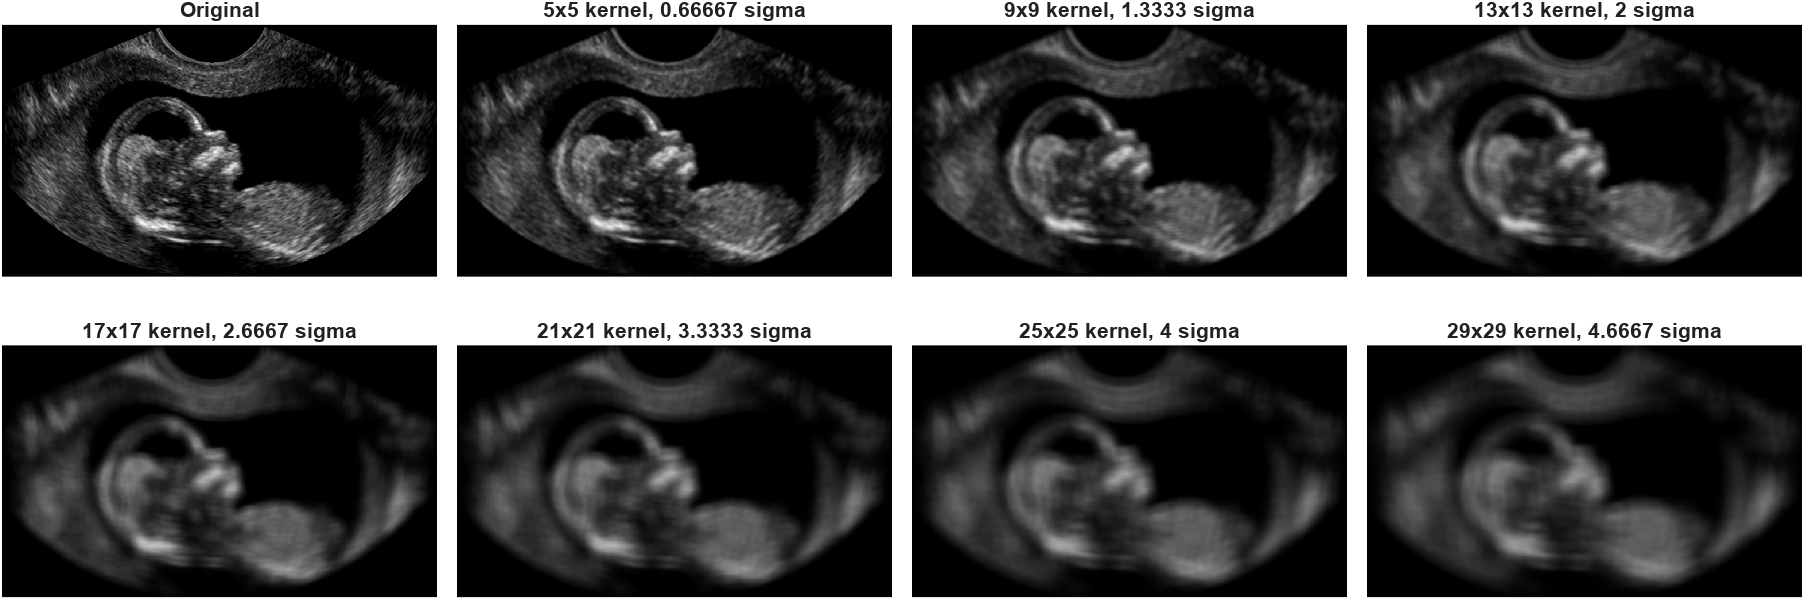 Original
5x5 kernel, 0.66667 sigma
9x9 kernel, 1.3333 sigma
13x13 kernel, 2 sigma
17x17 kernel, 2.6667 sigma
21x21 kernel, 3.3333 sigma
25x25 kernel, 4 sigma
29x29 kernel, 4.6667 sigma